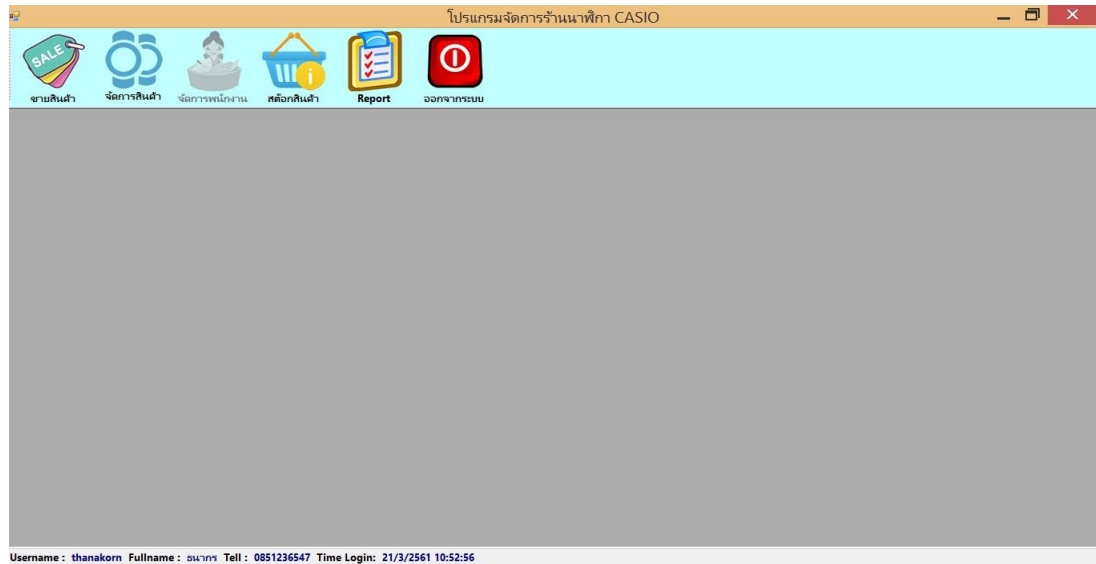 โปรแกรมจัดการร้านนาฬิกา CASIO
SALE
ขายสินค้า จัดการสินค้า จัดการพนักงาน สต๊อกสินค้า Report ออกจากระบบ
Username : thanakorn Fullname : ธนากร Tell : 0851236547 Time Login: 21/3/2561 10:52:56